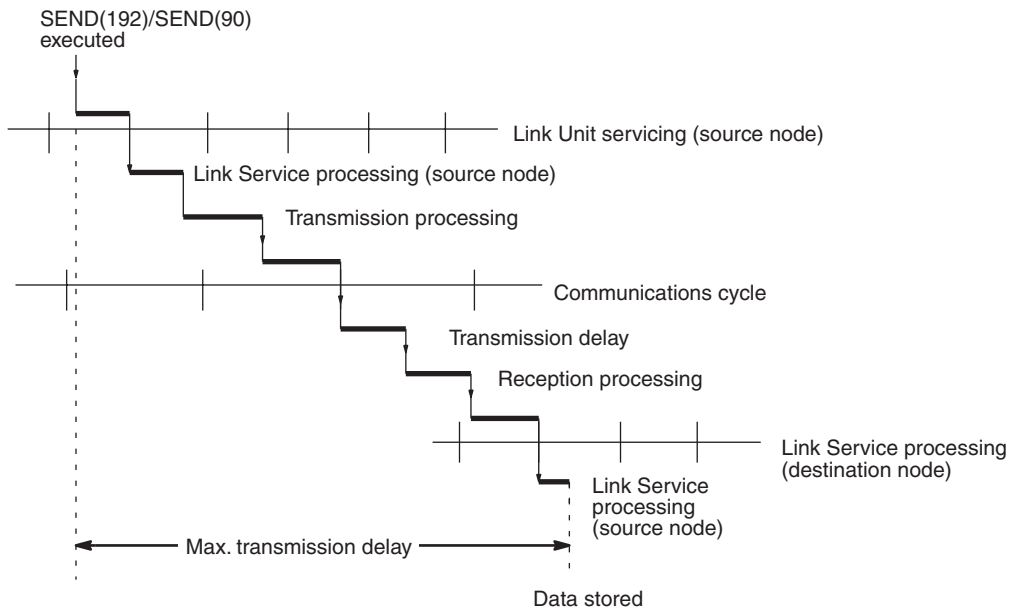 SEND(192)/SEND(90)
executed
Link Unit servicing (source node)
Link Service processing (source node)
Transmission processing
Communications cycle
Transmission delay
Reception processing
Link Service processing
(destination node)
Link Service
processing
(source node)
Max. transmission delay
Data stored